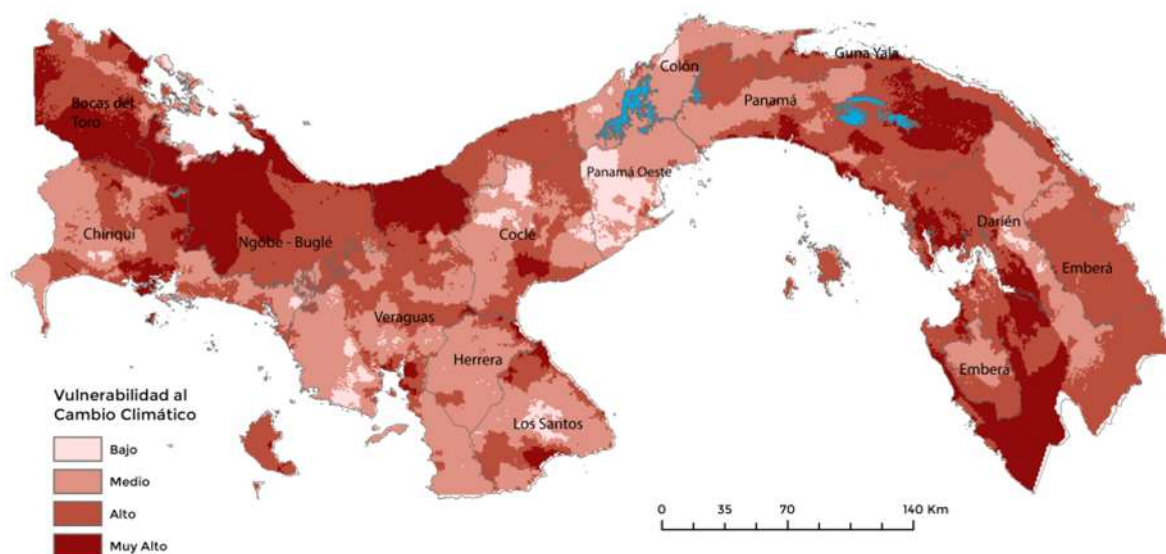 Guna Yala
Colón
Panamá
Bocas del
Toro
Panamá Oeste
Chiriquí
Ngöbe - Buglé
Coclé
Darién
Emberá
Veraguas
Herrera
Emberá
Los Santos
Vulnerabilidad al
Cambio Climático
Bajo
Medio
Alto
Muy Alto
0 35 70 140 Km